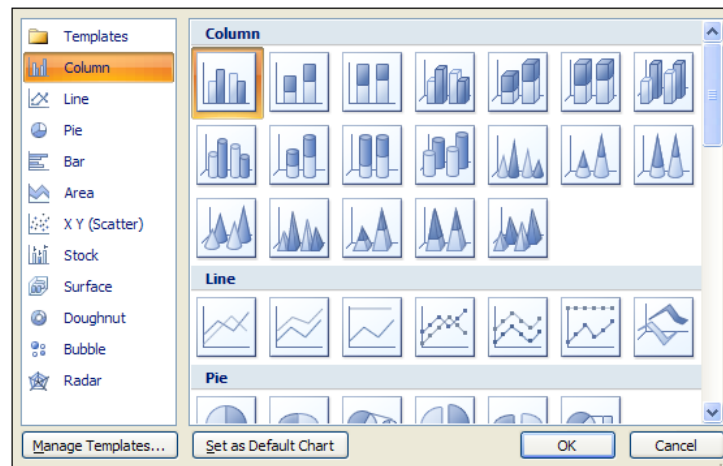 Templates
Column
Line
Pie
Bar
Area
X Y (Scatter)
Stock
Surface
Doughnut
Bubble
Radar
Column
Line
Pie
Manage Templates...
Set as Default Chart
OK
Cancel